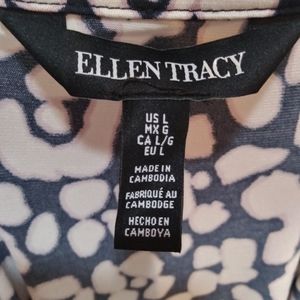 ELLEN TRACY
US L
MX G
CA L/G
EU L
MADE IN
CAMBODIA
FABRIQUÉ AU
CAMBODGE
HECHO EN
CAMBOYA